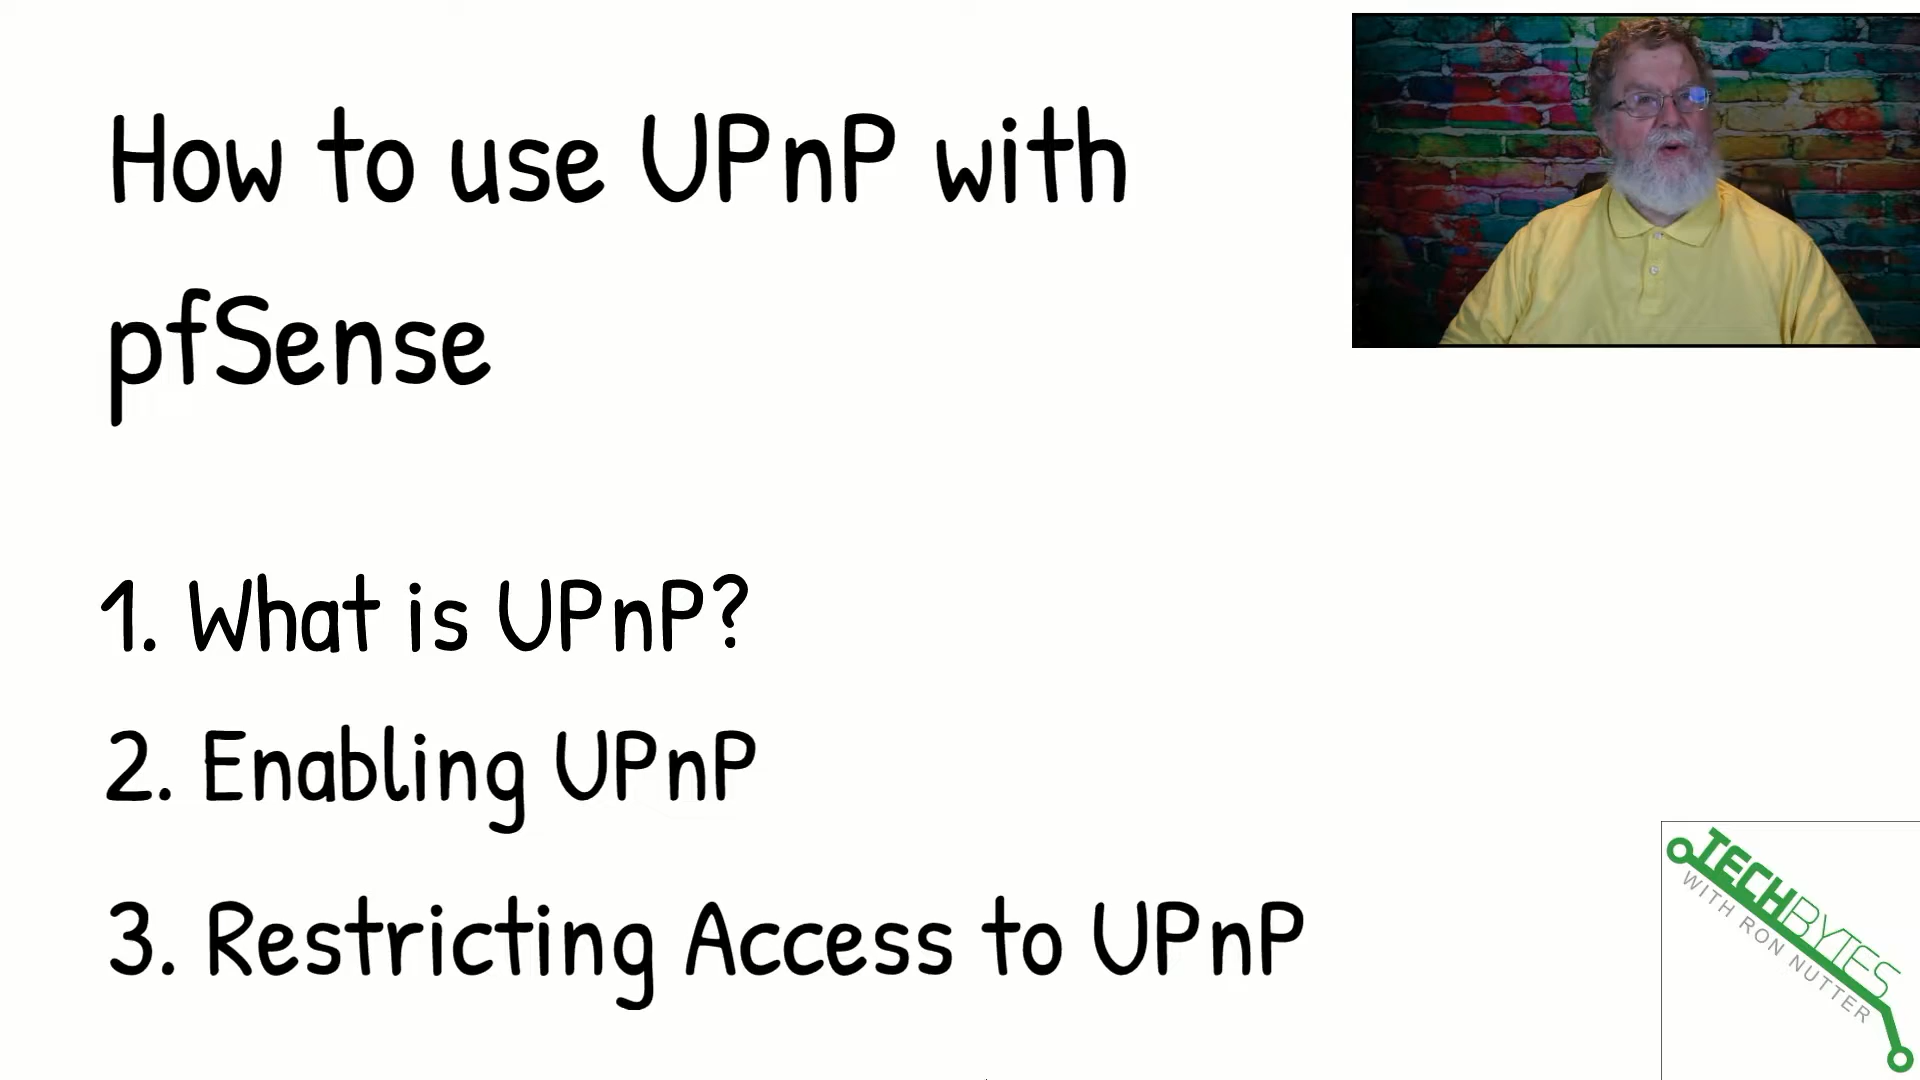 How to use UPnP with
pfSense
1. What is UPnP?
2. Enabling UPnP
3. Restricting Access to UPnP
TECHBYTES
WITH RON NUTTER